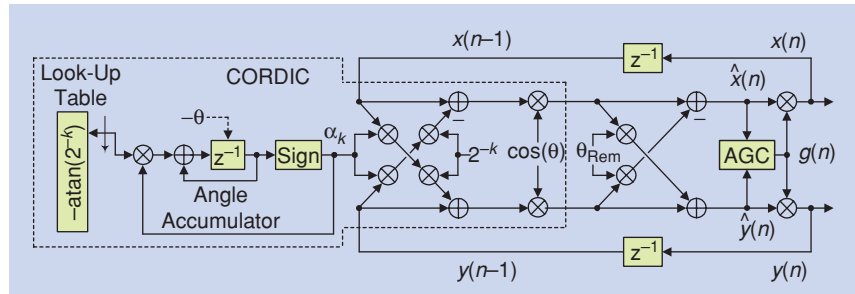 x(n–1)
z⁻¹
x(n)
Look-Up
Table
CORDIC
x̂(n)
–atan(2⁻ᵏ)
–θ
z⁻¹
Sign
αₖ
–
2⁻ᵏ
cos(θ)
θRem
–
AGC
g(n)
Angle
Accumulator
ŷ(n)
z⁻¹
y(n–1)
y(n)